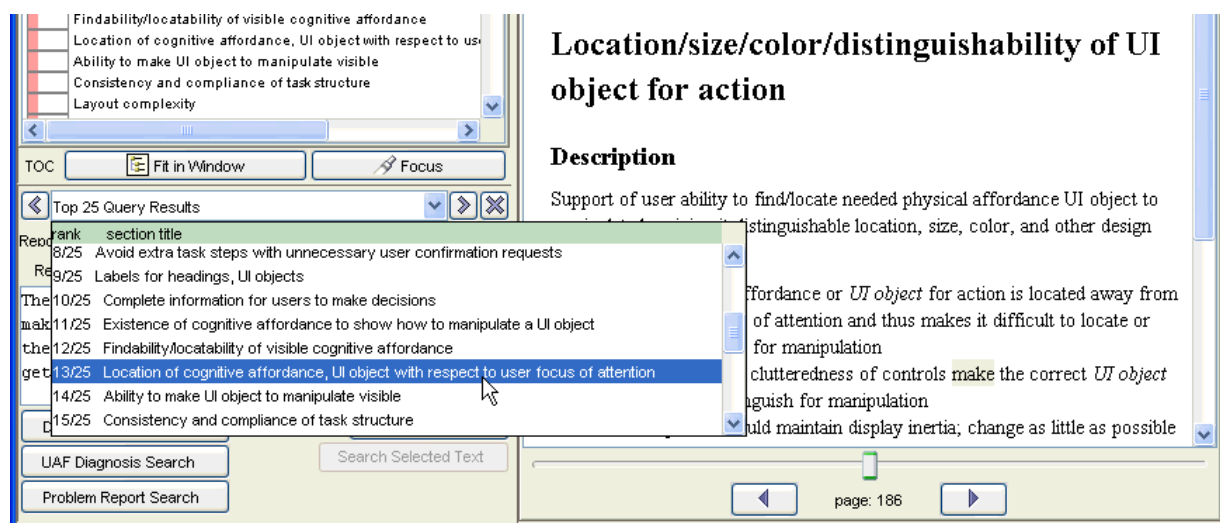 Findability/locatability of visible cognitive affordance
Location of cognitive affordance, UI object with respect to us
Ability to make UI object to manipulate visible
Consistency and compliance of task structure
Layout complexity
TOC
Fit in Window
Focus
Top 25 Query Results
rank section title
8/25 Avoid extra task steps with unnecessary user confirmation requests
9/25 Labels for headings, UI objects
10/25 Complete information for users to make decisions
11/25 Existence of cognitive affordance to show how to manipulate a UI object
12/25 Findability/locatability of visible cognitive affordance
13/25 Location of cognitive affordance, UI object with respect to user focus of attention
14/25 Ability to make UI object to manipulate visible
15/25 Consistency and compliance of task structure
The
mak
the
get
UAF Diagnosis Search
Search Selected Text
Problem Report Search
Location/size/color/distinguishability of UI
object for action
Description
Support of user ability to find/locate needed physical affordance UI object to
istinguishable location, size, color, and other design
ffordance or UI object for action is located away from
of attention and thus makes it difficult to locate or
for manipulation
clutteredness of controls make the correct UI object
nguish for manipulation
uld maintain display inertia; change as little as possible
page: 186